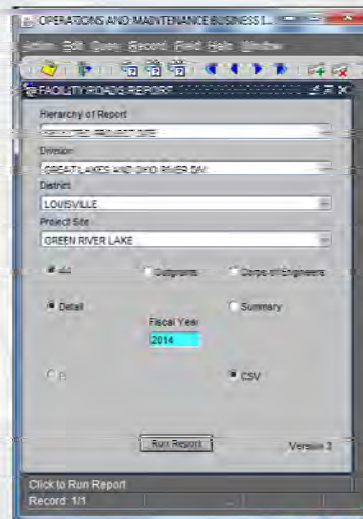 OPERATIONS AND MAINTENANCE BUSINESS I...
Action Edit Query Record Field Help Window
FACILITY ROADS REPORT
Hierarchy of Report
Division
GREAT LAKES AND OHIO RIVER DIV
District
LOUISVILLE
Project Site
GREEN RIVER LAKE
All Outgrants Corps of Engineers
Detail Summary
Fiscal Year
2014
CSV
Run Report Version 3
Click to Run Report
Record: 1/1